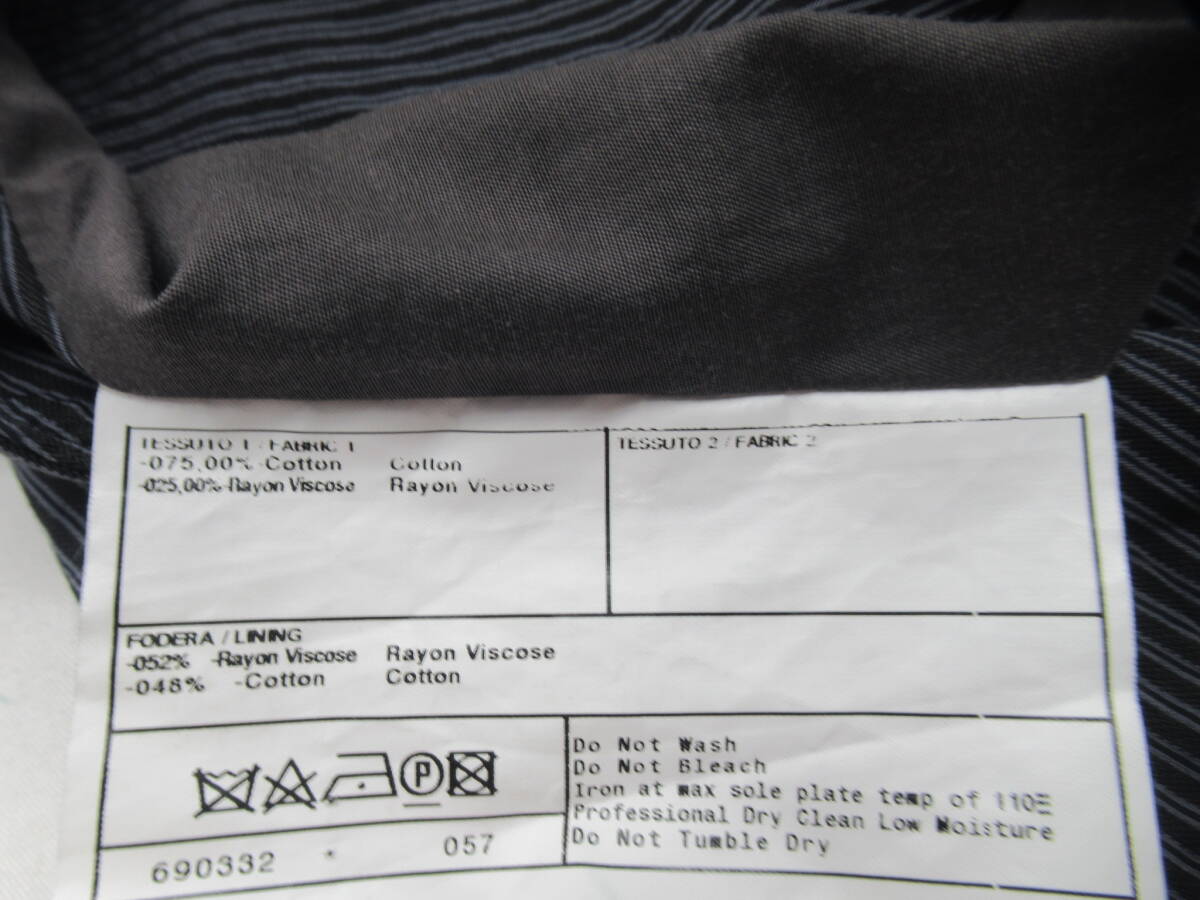 TESSUTO 1 / FABRIC 1
-075,00% -Cotton Cotton
-025,00% -Rayon Viscose Rayon Viscose
TESSUTO 2 / FABRIC 2
FODERA / LINING
-052% -Rayon Viscose Rayon Viscose
-048% -Cotton Cotton
P
Do Not Wash
Do Not Bleach
Iron at max sole plate temp of 110
Professional Dry Clean Low Moisture
Do Not Tumble Dry
690332 * 057